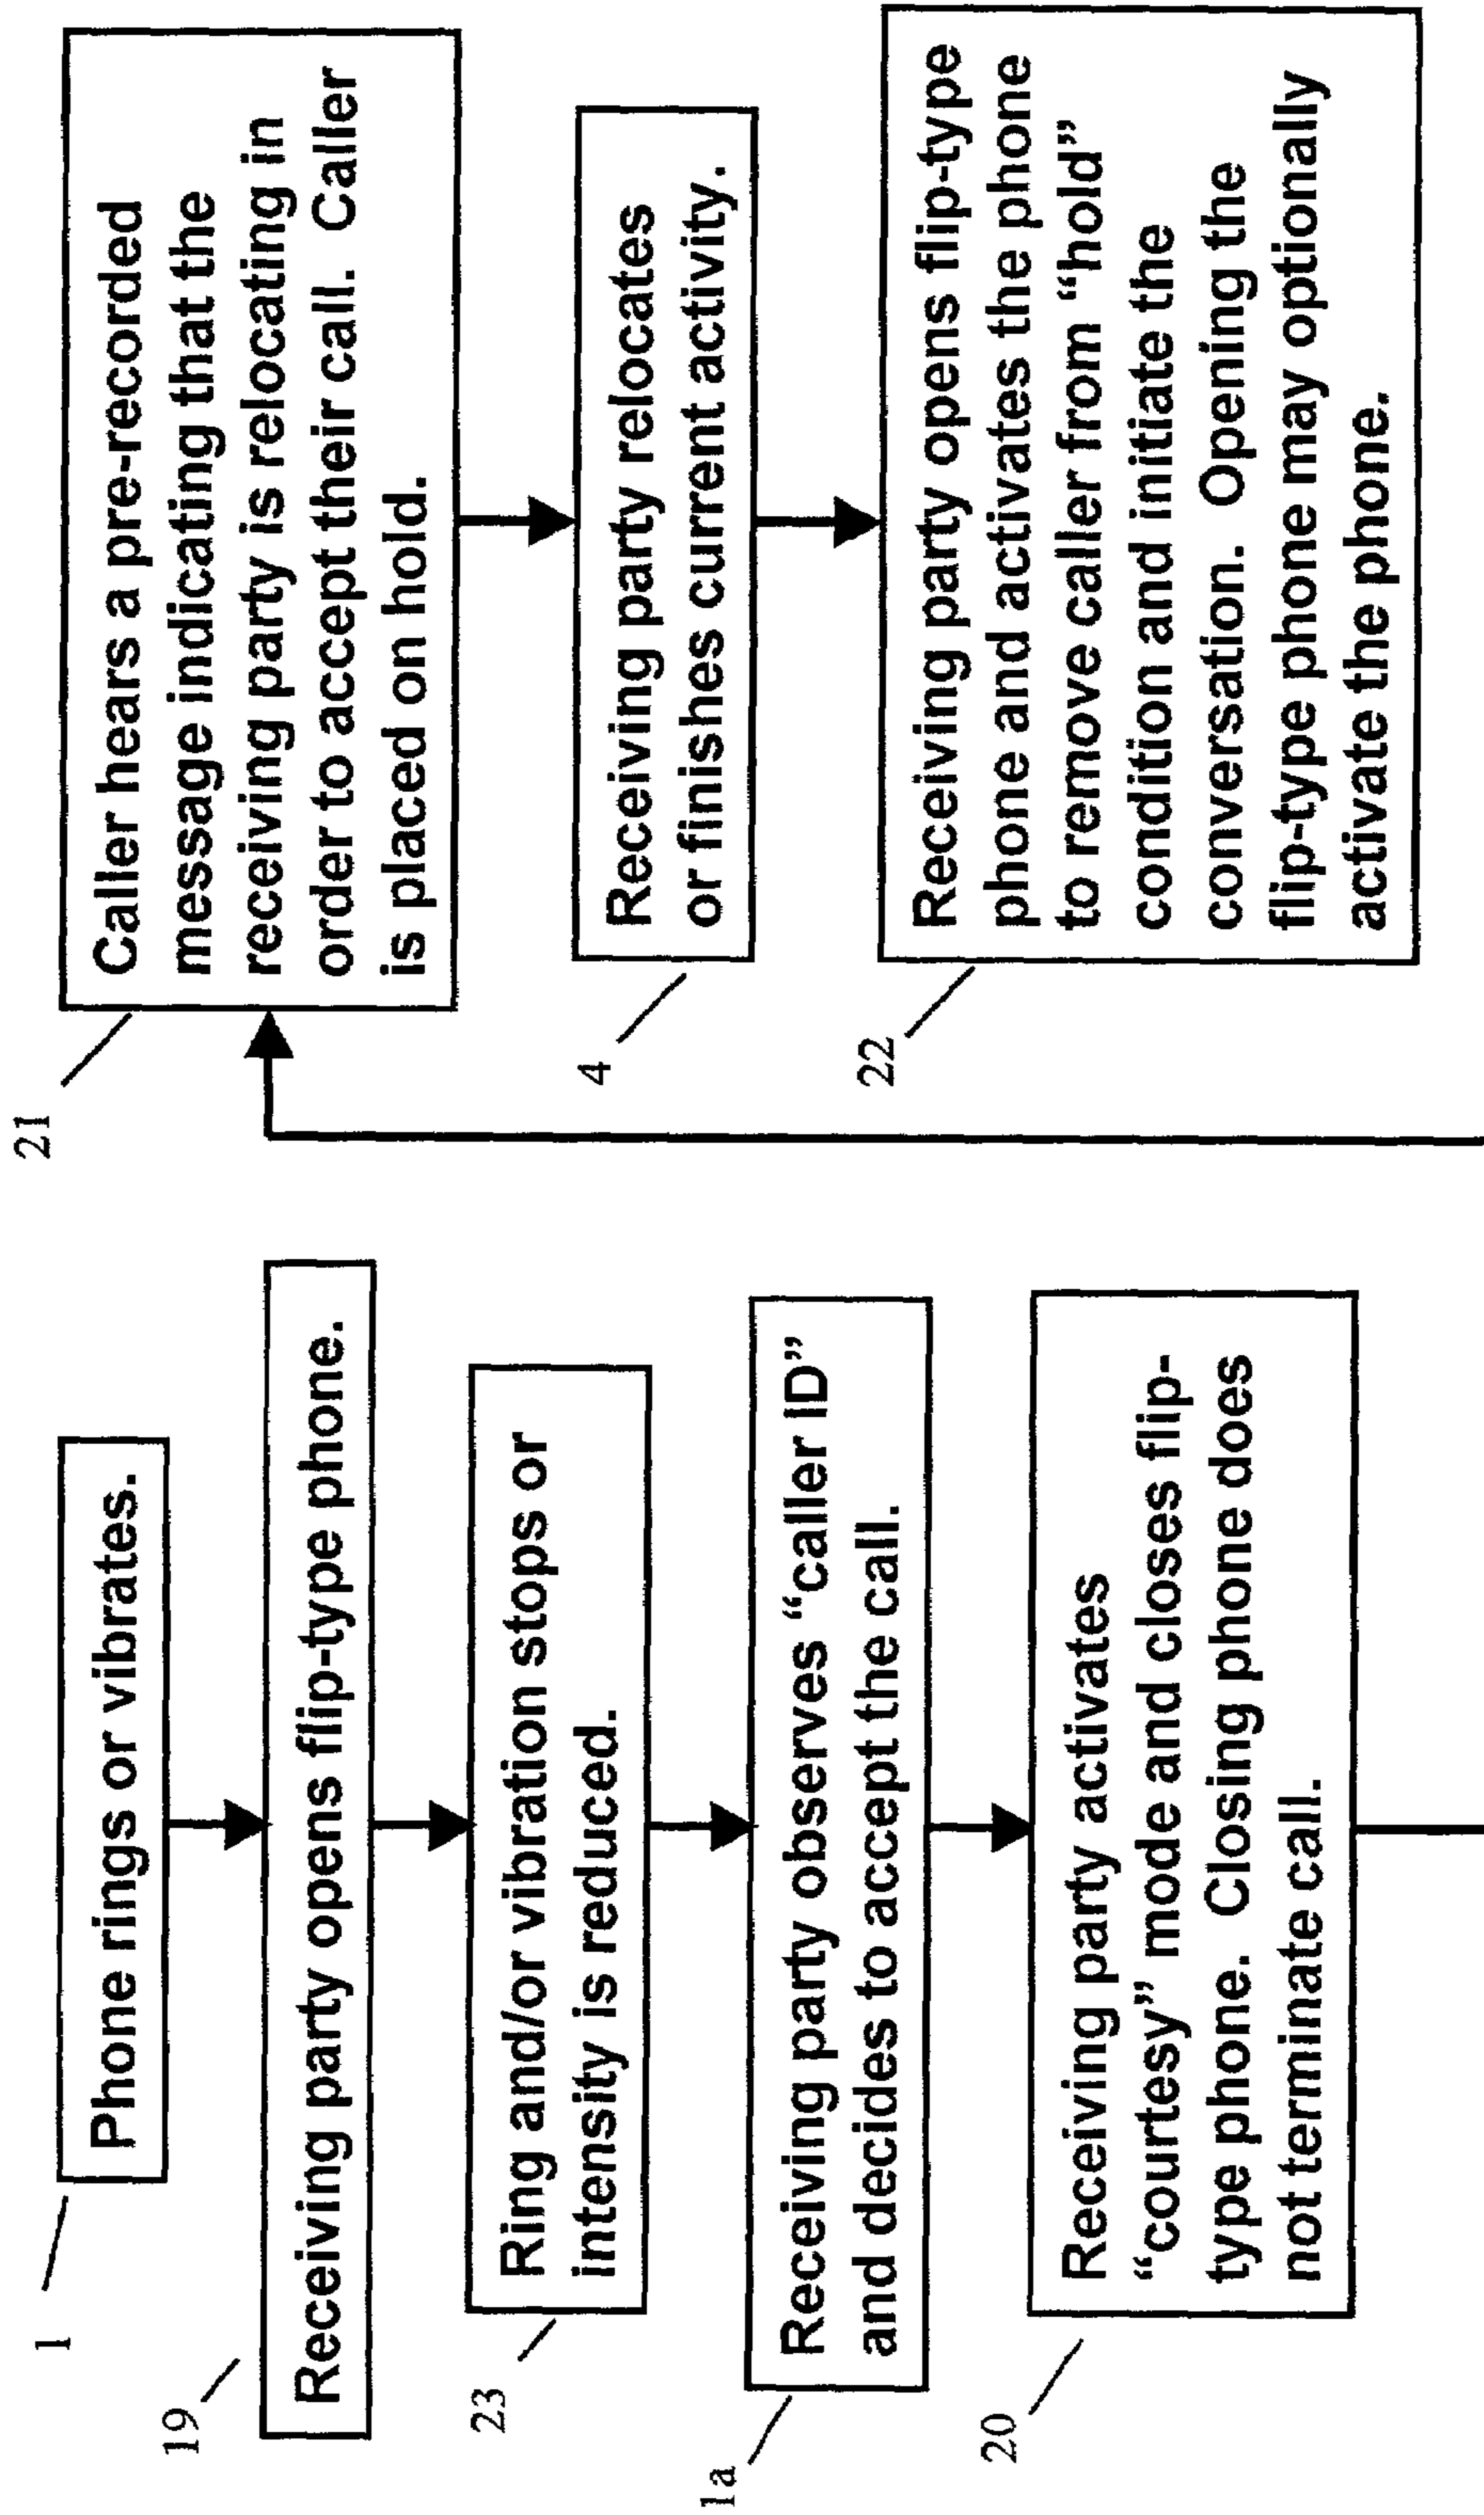 1
Phone rings or vibrates.
19
Receiving party opens flip-type phone.
23
Ring and/or vibration stops or
intensity is reduced.
1a
Receiving party observes “caller ID”
and decides to accept the call.
20
Receiving party activates
“courtesy” mode and closes flip-
type phone. Closing phone does
not terminate call.
21
Caller hears a pre-recorded
message indicating that the
receiving party is relocating in
order to accept their call. Caller
is placed on hold.
4
Receiving party relocates
or finishes current activity.
22
Receiving party opens flip-type
phone and activates the phone
to remove caller from “hold”
condition and initiate the
conversation. Opening the
flip-type phone may optionally
activate the phone.